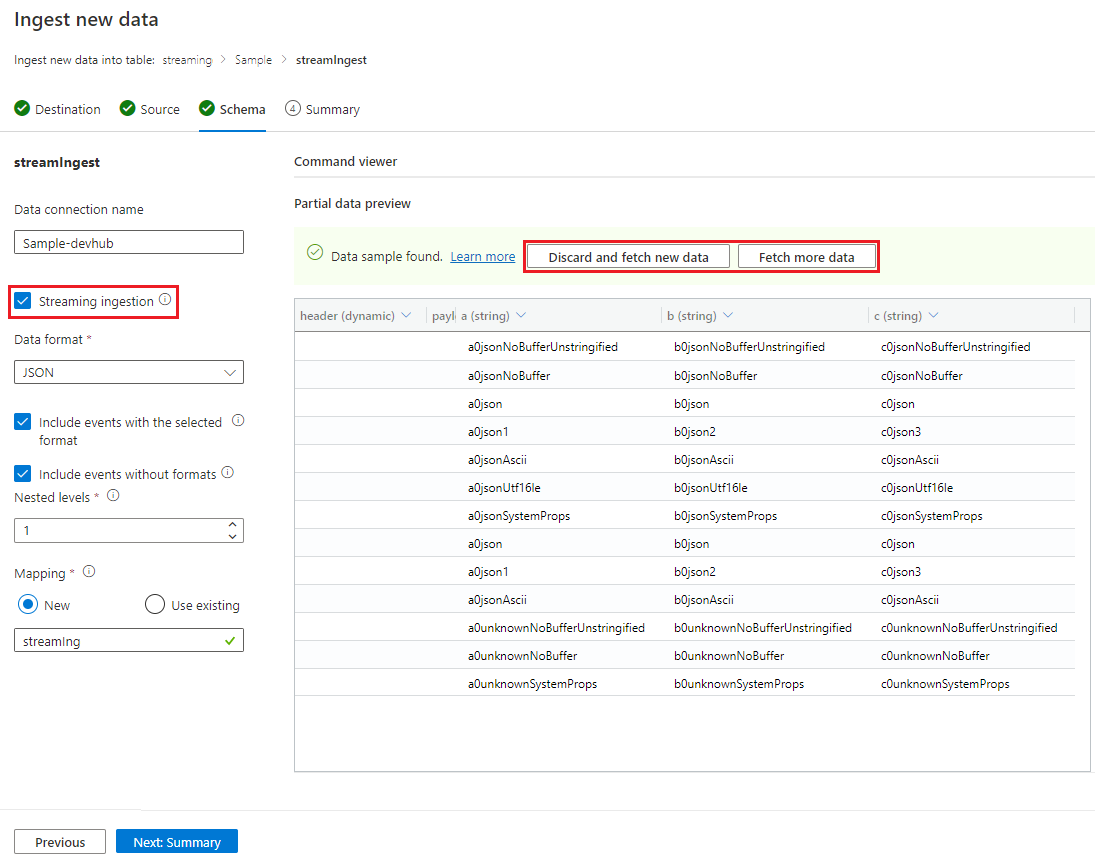 Ingest new data
Ingest new data into table: streaming > Sample > streamIngest
Destination Source Schema 4 Summary
streamIngest
Data connection name
Sample-devhub
Streaming ingestion
Data format *
JSON
Include events with the selected
format
Include events without formats
Nested levels *
1
Mapping *
New Use existing
streamIng
Command viewer
Partial data preview
Data sample found. Learn more Discard and fetch new data Fetch more data
header (dynamic) payl a (string) b (string) c (string)
a0jsonNoBufferUnstringified b0jsonNoBufferUnstringified c0jsonNoBufferUnstringified
a0jsonNoBuffer b0jsonNoBuffer c0jsonNoBuffer
a0json b0json c0json
a0json1 b0json2 c0json3
a0jsonAscii b0jsonAscii c0jsonAscii
a0jsonUtf16le b0jsonUtf16le c0jsonUtf16le
a0jsonSystemProps b0jsonSystemProps c0jsonSystemProps
a0json b0json c0json
a0json1 b0json2 c0json3
a0jsonAscii b0jsonAscii c0jsonAscii
a0unknownNoBufferUnstringified b0unknownNoBufferUnstringified c0unknownNoBufferUnstringified
a0unknownNoBuffer b0unknownNoBuffer c0unknownNoBuffer
a0unknownSystemProps b0unknownSystemProps c0unknownSystemProps
Previous Next: Summary